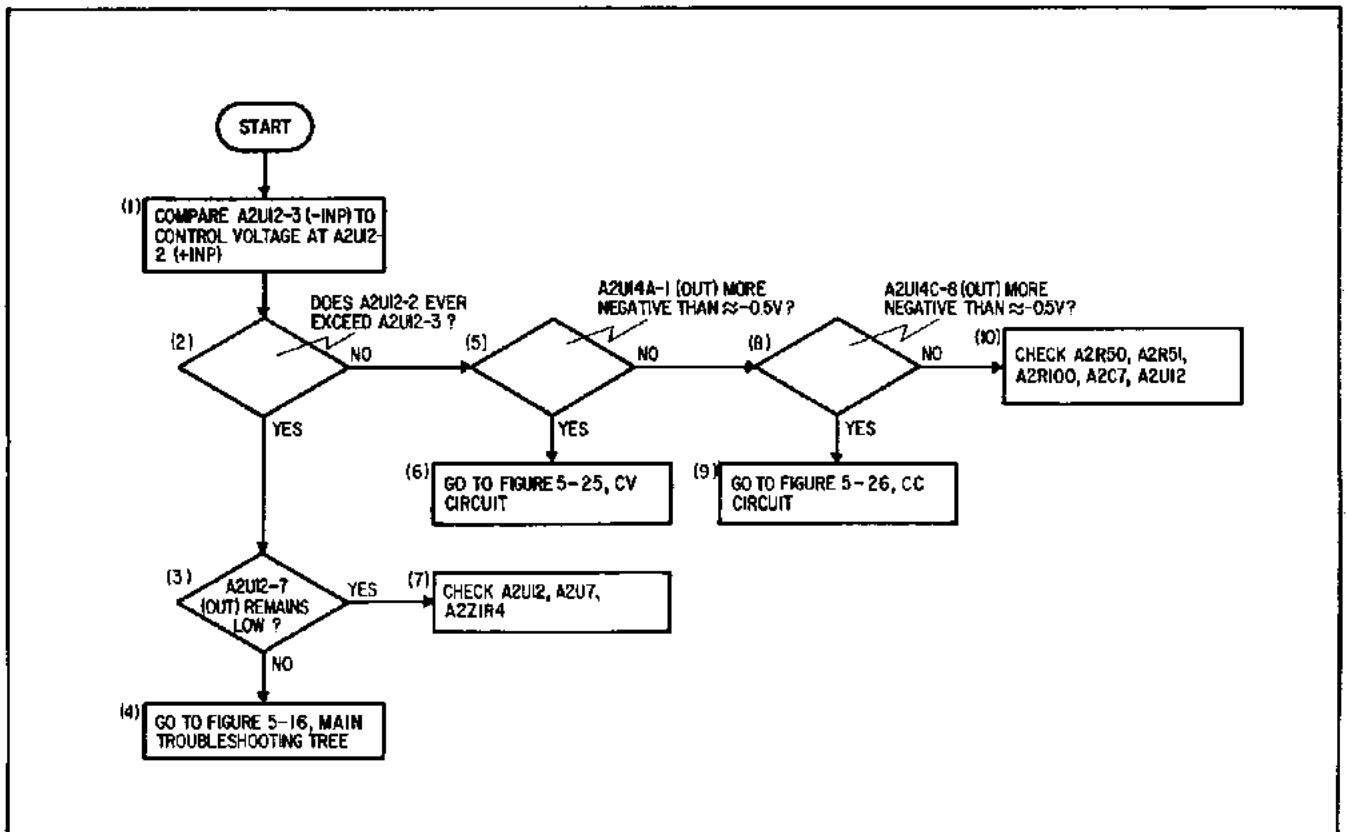 START
(1)
COMPARE A2U12-3 (-INP) TO
CONTROL VOLTAGE AT A2U12-
2 (+INP)
DOES A2U12-2 EVER
EXCEED A2U12-3 ?
(2)
NO
YES
A2U14A-1 (OUT) MORE
NEGATIVE THAN ≈-0.5V?
(5)
NO
YES
A2U14C-8 (OUT) MORE
NEGATIVE THAN ≈-0.5V?
(8)
NO
YES
(10)
CHECK A2R50, A2R51,
A2R100, A2C7, A2U12
(6)
GO TO FIGURE 5-25, CV
CIRCUIT
(9)
GO TO FIGURE 5-26, CC
CIRCUIT
(3)
A2U12-7
(OUT) REMAINS
LOW ?
YES
NO
(7)
CHECK A2U12, A2U7,
A2Z1R4
(4)
GO TO FIGURE 5-16, MAIN
TROUBLESHOOTING TREE